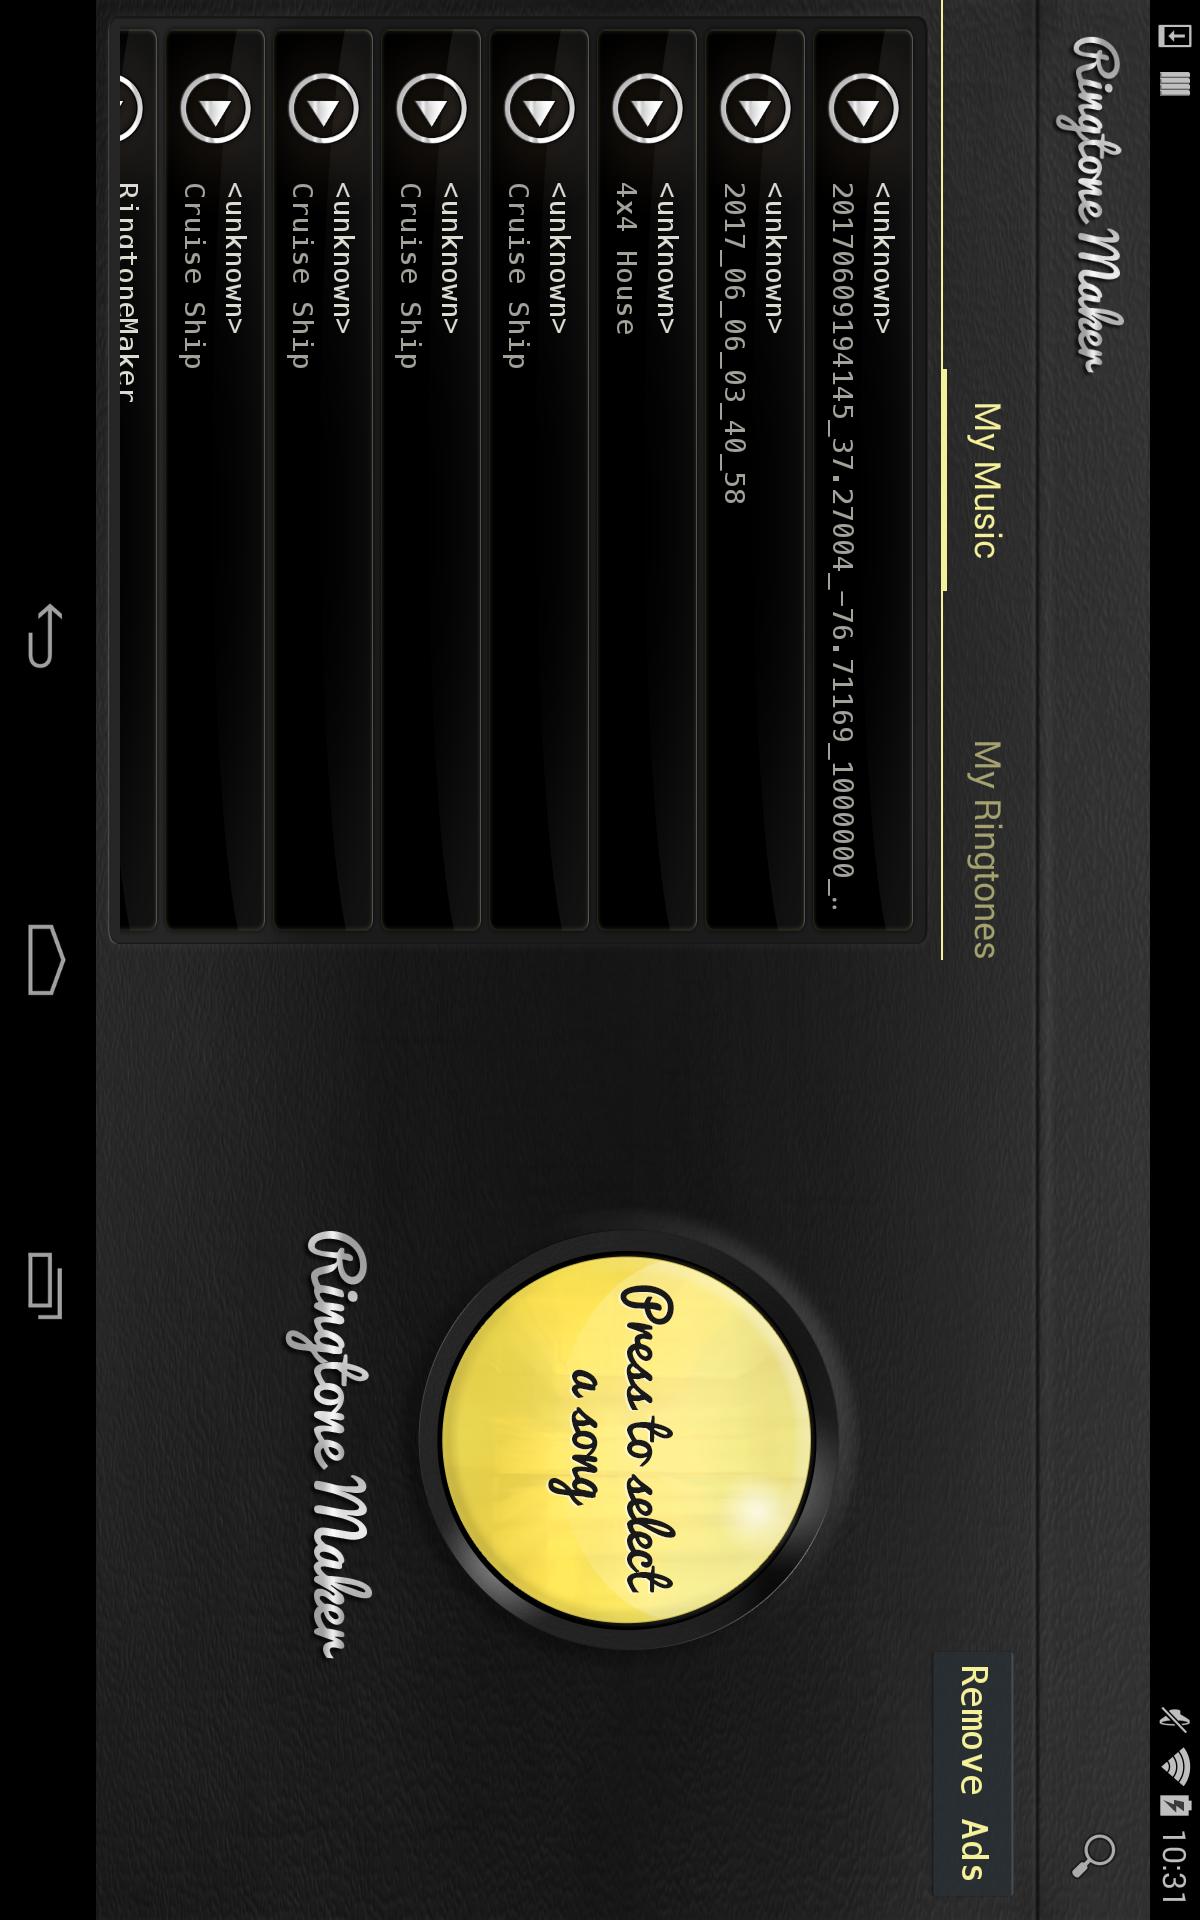 10:31
Ringtone Maker
My Music
My Ringtones
Remove Ads
<unknown>
20170609194145_37.27004_-76.71169_1000000_..
<unknown>
2017_06_06_03_40_58
<unknown>
4x4 House
<unknown>
Cruise Ship
<unknown>
Cruise Ship
<unknown>
Cruise Ship
<unknown>
Cruise Ship
RingtoneMaker
Press to select
a song
Ringtone Maker